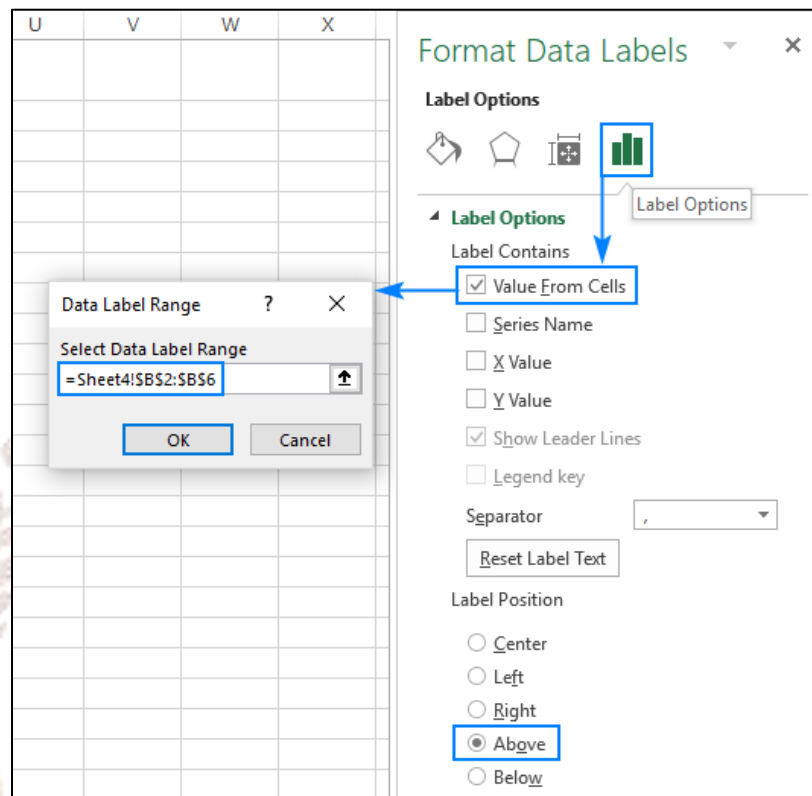 U V W X
Format Data Labels
Label Options
Label Options
Label Options
Label Contains
Value From Cells
Series Name
X Value
Y Value
Show Leader Lines
Legend key
Separator ,
Reset Label Text
Label Position
Center
Left
Right
Above
Below
Data Label Range ?
Select Data Label Range
=Sheet4!$B$2:$B$6
OK Cancel